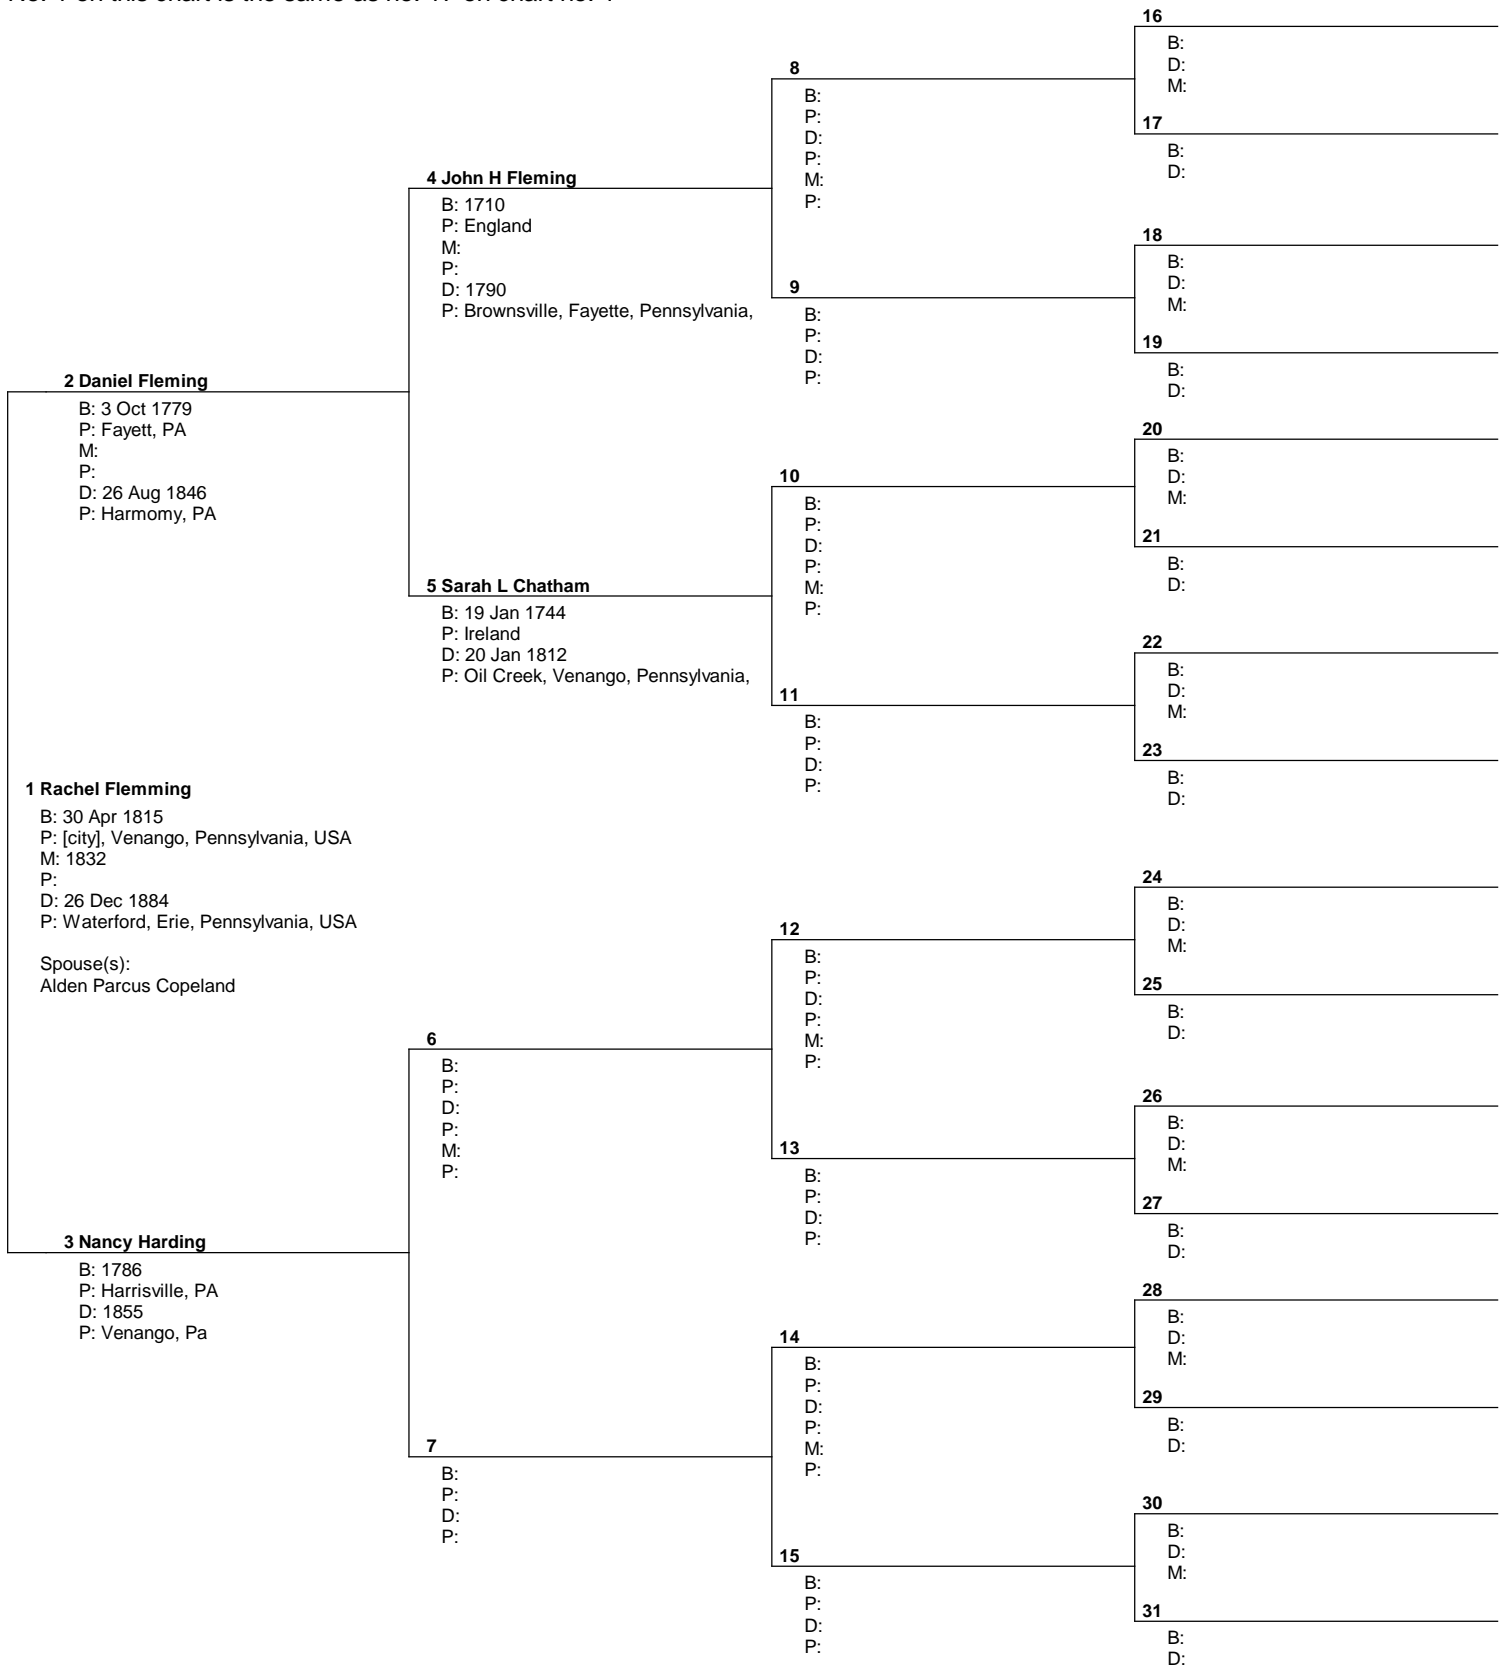 on this chart is the same as no. on chart no.
1 Rachel Flemming
B: 30 Apr 1815
P: [city], Venango, Pennsylvania, USA
M: 1832
P:
D: 26 Dec 1884
P: Waterford, Erie, Pennsylvania, USA
Spouse(s):
Alden Parcus Copeland
2 Daniel Fleming
B: 3 Oct 1779
P: Fayett, PA
M:
P:
D: 26 Aug 1846
P: Harmomy, PA
3 Nancy Harding
B: 1786
P: Harrisville, PA
D: 1855
P: Venango, Pa
4 John H Fleming
B: 1710
P: England
M:
P:
D: 1790
P: Brownsville, Fayette, Pennsylvania,
5 Sarah L Chatham
B: 19 Jan 1744
P: Ireland
D: 20 Jan 1812
P: Oil Creek, Venango, Pennsylvania,
6
B:
P:
D:
P:
M:
P:
7
B:
P:
D:
P:
8
B:
P:
D:
P:
M:
P:
9
B:
P:
D:
P:
10
B:
P:
D:
P:
M:
P:
11
B:
P:
D:
P:
12
B:
P:
D:
P:
M:
P:
13
B:
P:
D:
P:
14
B:
P:
D:
P:
M:
P:
15
B:
P:
D:
P:
16
B:
D:
M:
17
B:
D:
18
B:
D:
M:
19
B:
D:
20
B:
D:
M:
21
B:
D:
22
B:
D:
M:
23
B:
D:
24
B:
D:
M:
25
B:
D:
26
B:
D:
M:
27
B:
D:
28
B:
D:
M:
29
B:
D:
30
B:
D:
M:
31
B:
D: